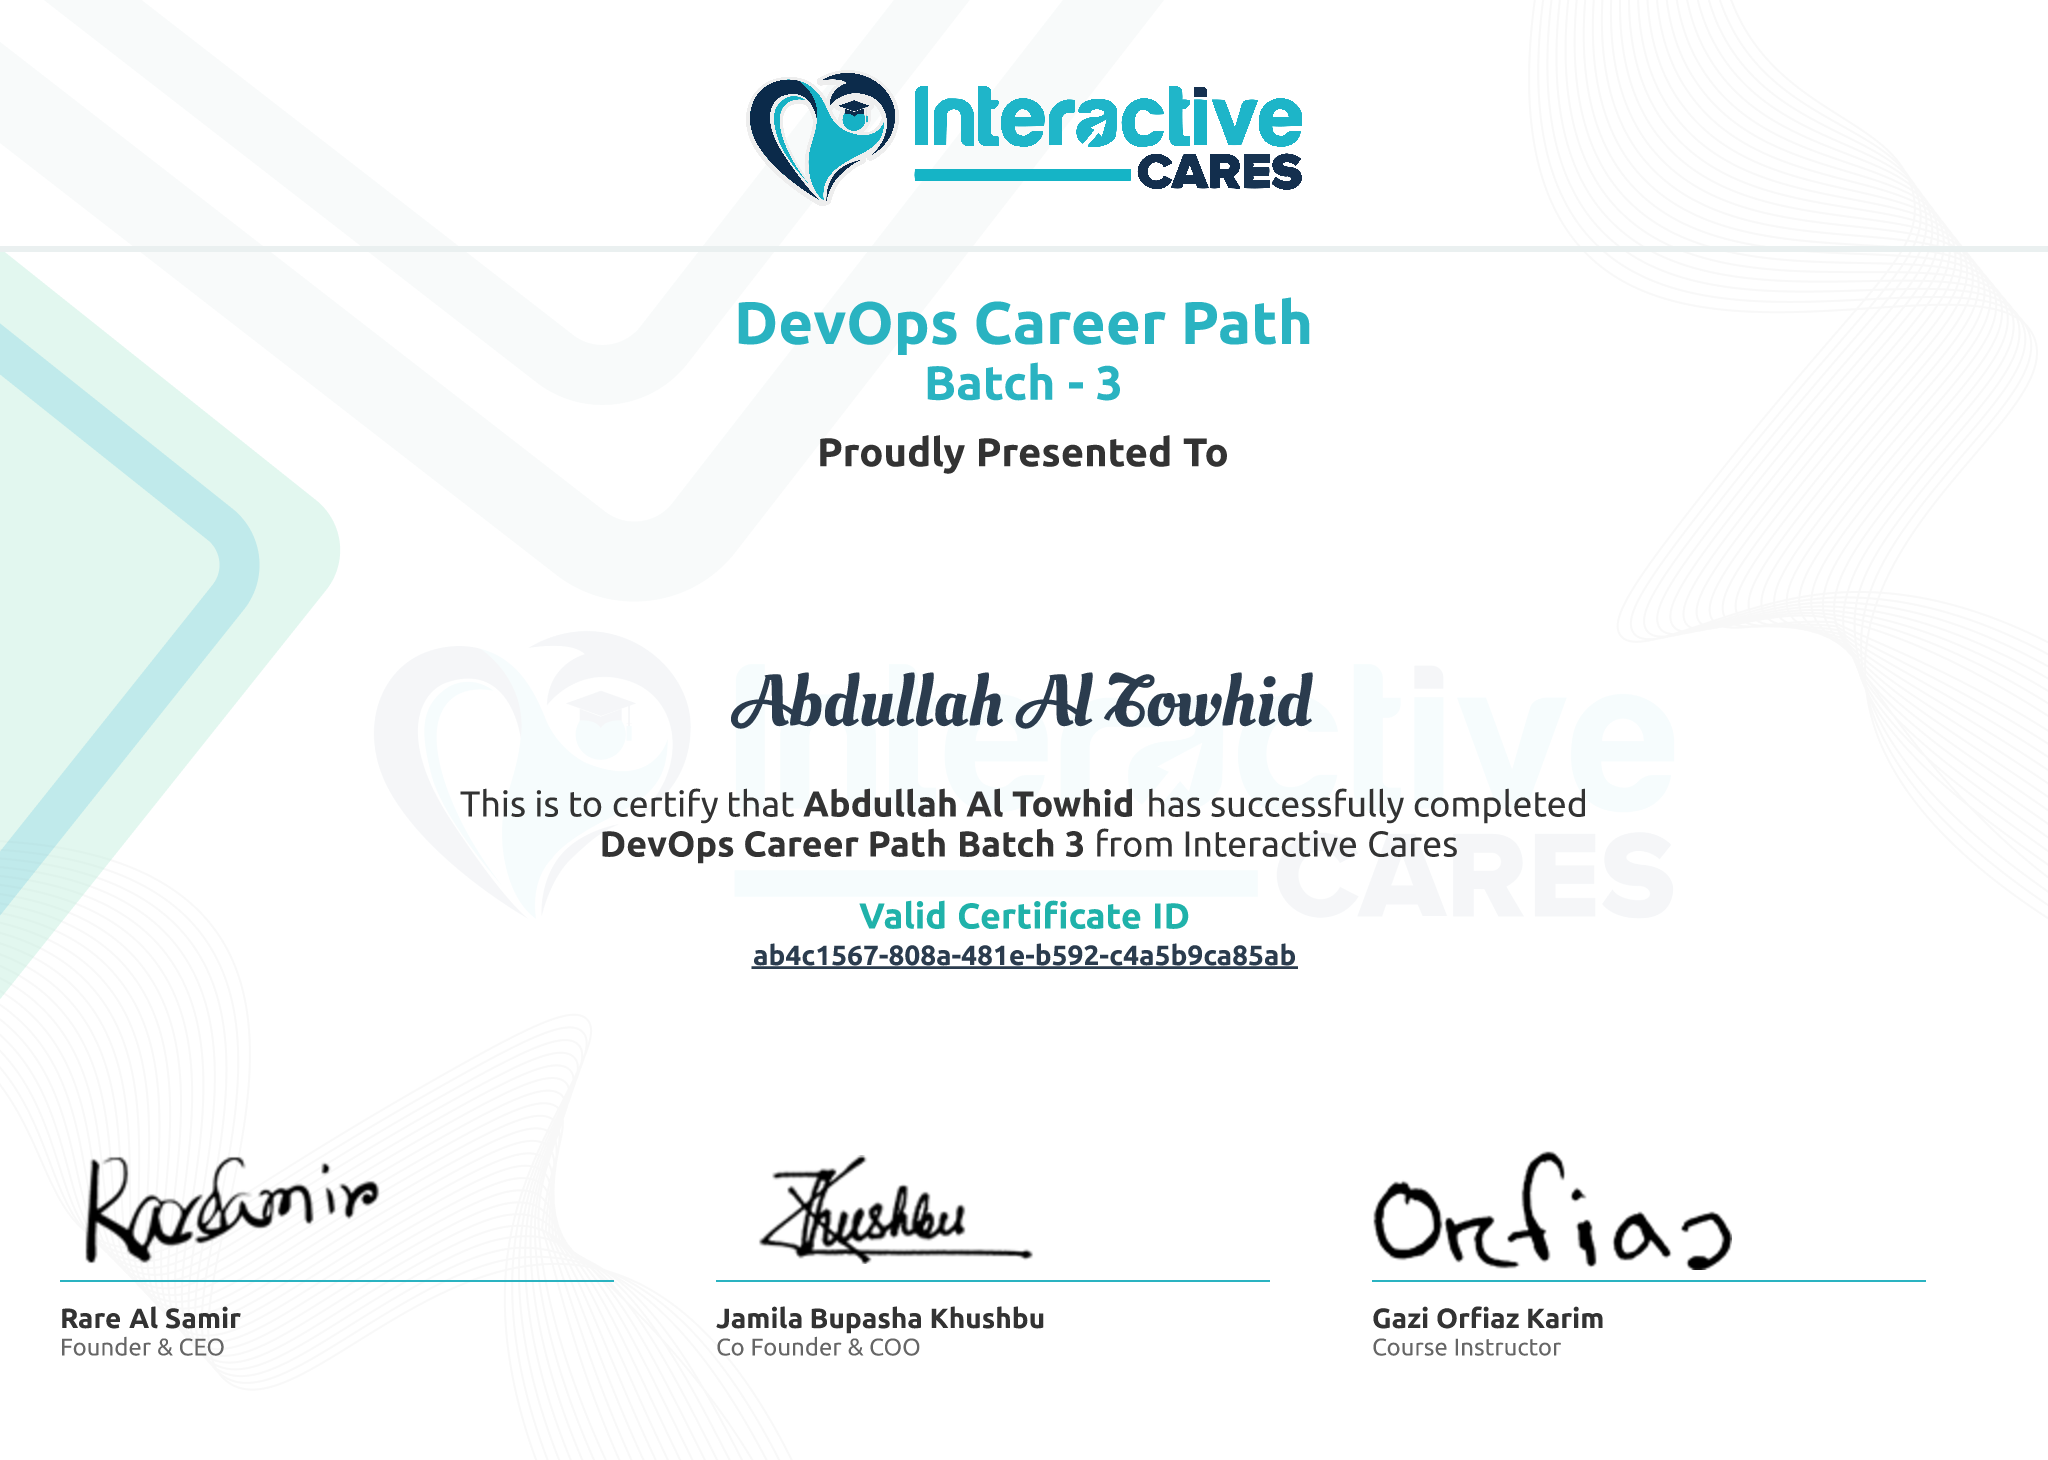 Interactive
CARES
DevOps Career Path
Batch - 3
Proudly Presented To
Abdullah Al Towhid
This is to certify that Abdullah Al Towhid has successfully completed
DevOps Career Path Batch 3 from Interactive Cares
Valid Certificate ID
ab4c1567-808a-481e-b592-c4a5b9ca85ab
Khushbu
Orfias
Rare Al Samir
Founder & CEO
Jamila Bupasha Khushbu
Co Founder & COO
Gazi Orfiaz Karim
Course Instructor